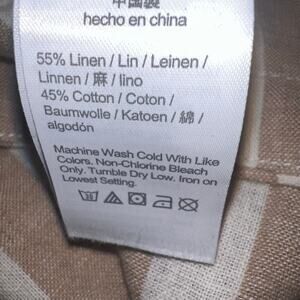 中国製
hecho en china
55% Linen / Lin / Leinen /
Linnen / 麻 / lino
45% Cotton / Coton /
Baumwolle / Katoen / 綿 /
algodón
Machine Wash Cold With Like
Colors. Non-Chlorine Bleach
Only. Tumble Dry Low. Iron on
Lowest Setting.